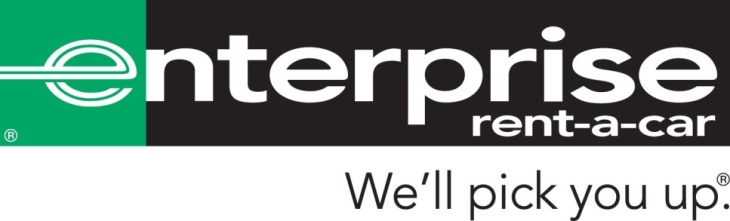 enterprise
rent-a-car
®
We'll pick you up.®